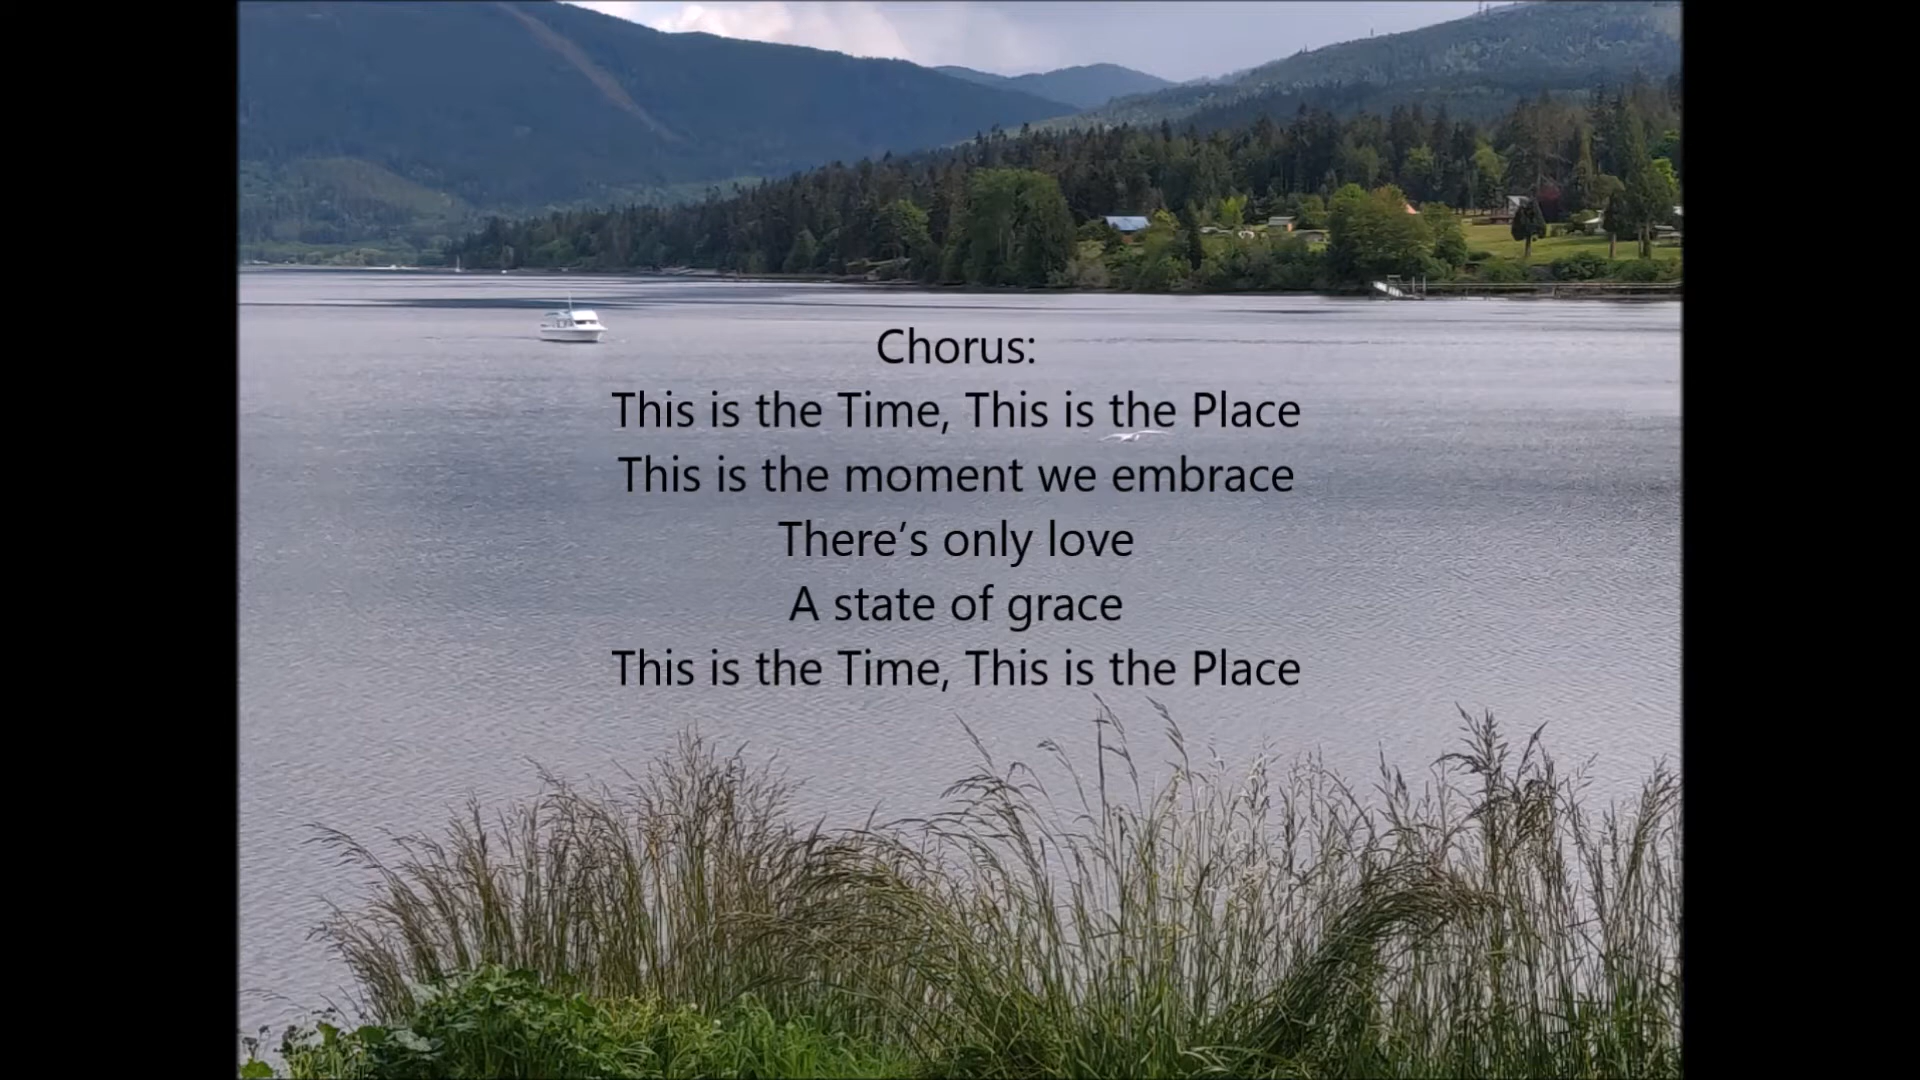 Chorus:
This is the Time, This is the Place
This is the moment we embrace
There’s only love
A state of grace
This is the Time, This is the Place